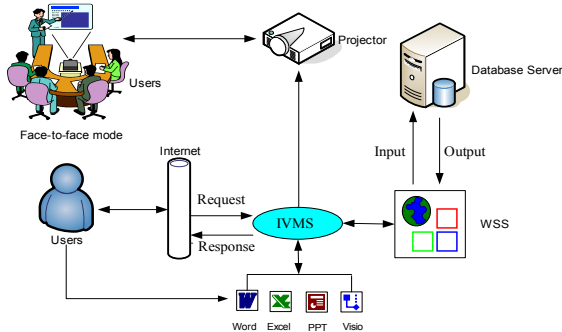 Projector
Users
Database Server
Face-to-face mode
Internet
Input
Output
Request
IVMS
WSS
Users
Response
W
X
Word
Excel
PPT
Visio